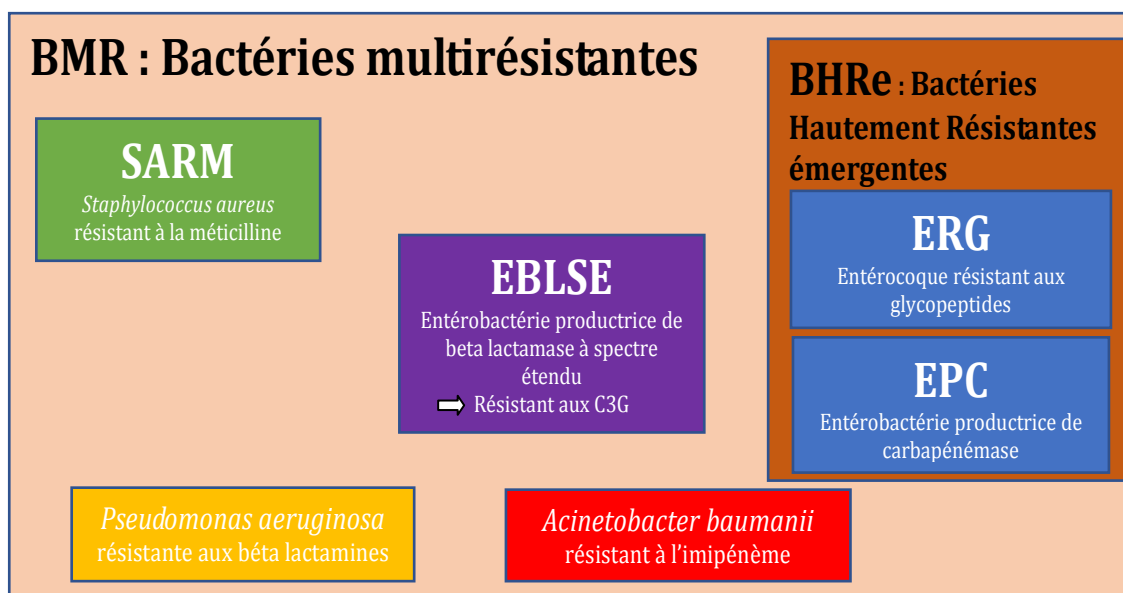 BMR : Bactéries multirésistantes
SARM
Staphylococcus aureus
résistant à la méticilline
EBLSE
Entérobactérie productrice de
beta lactamase à spectre
étendu
Résistant aux C3G
BHRe : Bactéries
Hautement Résistantes
émergentes
ERG
Entérocoque résistant aux
glycopeptides
EPC
Entérobactérie productrice de
carbapénémase
Pseudomonas aeruginosa
résistante aux béta lactamines
Acinetobacter baumanii
résistant à l’imipénème